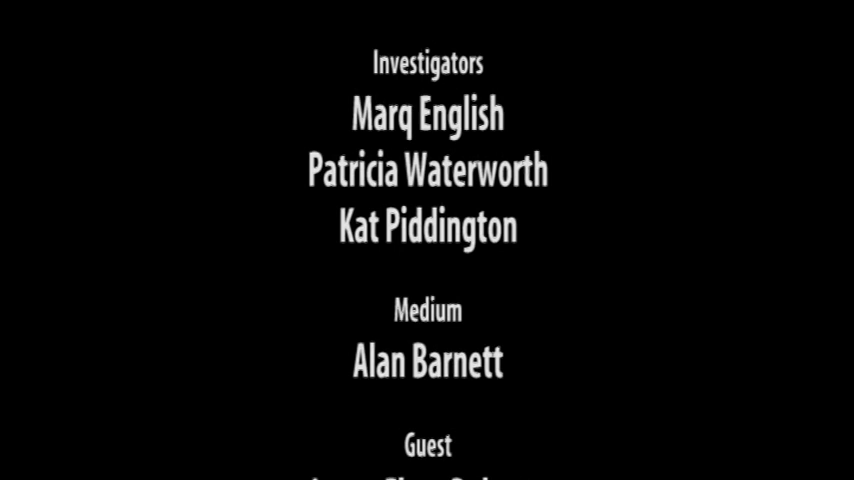 Investigators
Marq English
Patricia Waterworth
Kat Piddington
Medium
Alan Barnett
Guest